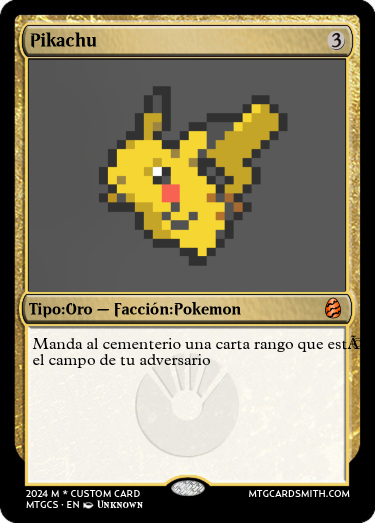 Pikachu 3
Tipo:Oro — Facción:Pokemon
Manda al cementerio una carta rango que estÃ
el campo de tu adversario
2024 M * CUSTOM CARD
MTGCS · EN Unknown
MTGCARDSMITH.COM